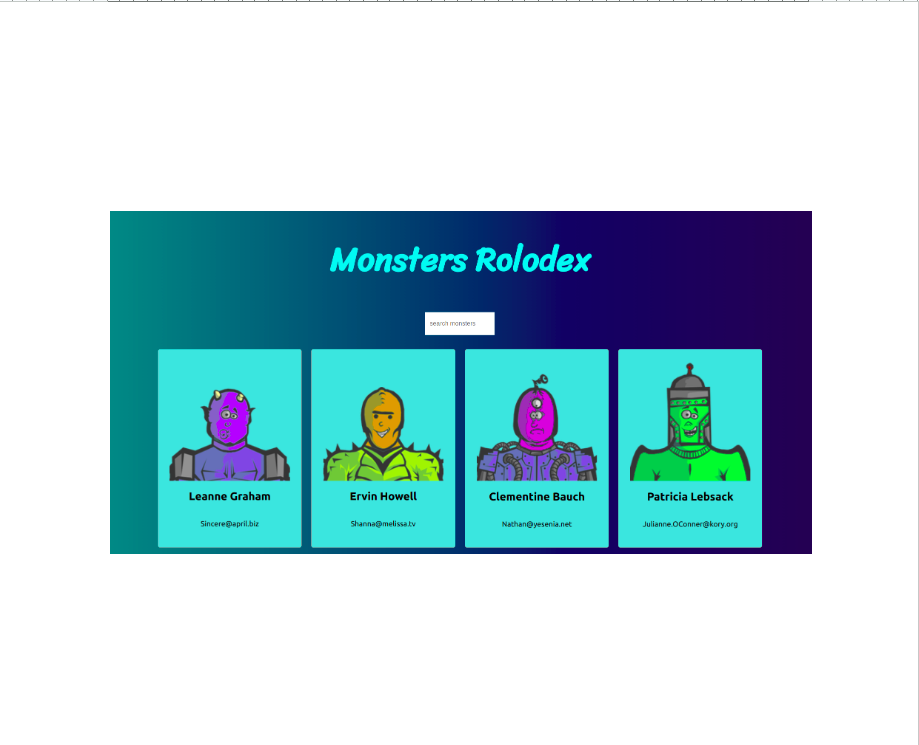 Monsters Rolodex
search monsters
Leanne Graham
Ervin Howell
Clementine Bauch
Patricia Lebsack
Sincere@april.biz
Shanna@melissa.tv
Nathan@yesenia.net
Julianne.OConner@kory.org